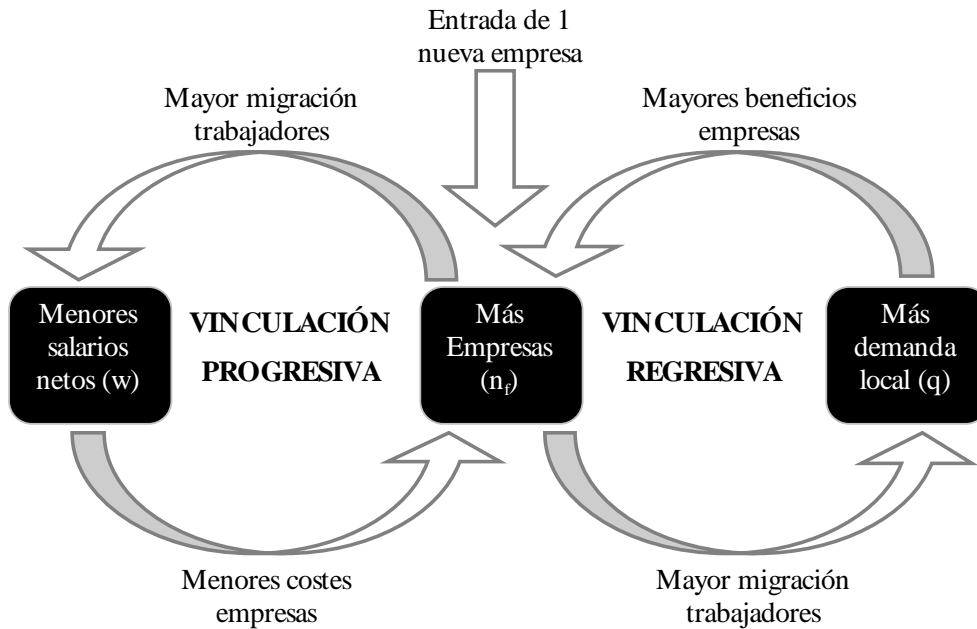 Entrada de 1
nueva empresa
Mayor migración
trabajadores
Mayores beneficios
empresas
Menores
salarios
netos (w)
VINCULACIÓN
PROGRESIVA
Más
Empresas
(nf)
VINCULACIÓN
REGRESIVA
Más
demanda
local (q)
Menores costes
empresas
Mayor migración
trabajadores